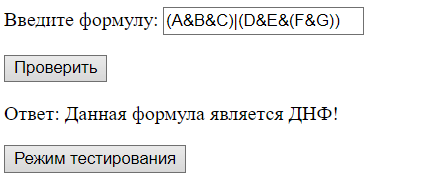 Введите формулу: (A&B&C)|(D&E&(F&G))
Проверить
Ответ: Данная формула является ДНФ!
Режим тестирования